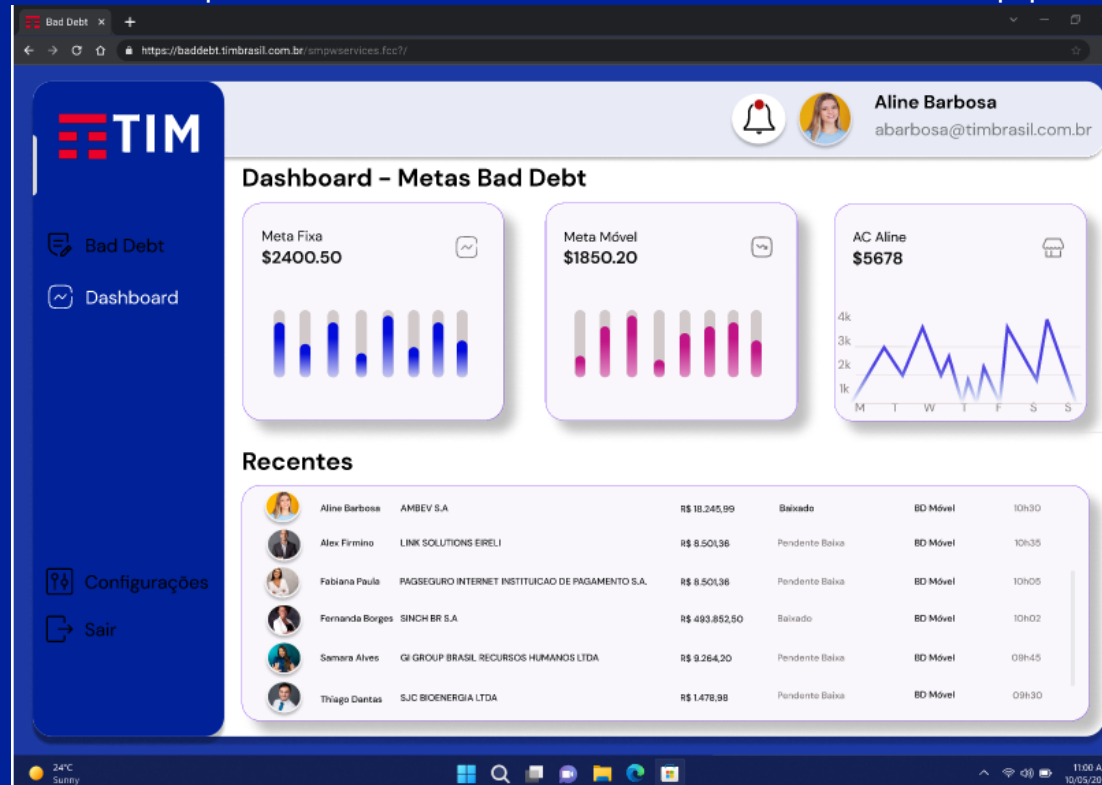 Bad Debt
https://baddebt.timbrasil.com.br/smpwservices.fcc?/
TIM
Aline Barbosa
abarbosa@timbrasil.com.br
Bad Debt
Dashboard
Configurações
Sair
Dashboard - Metas Bad Debt
Meta Fixa
$2400.50
Meta Móvel
$1850.20
AC Aline
$5678
4k
3k
2k
1k
M T W T F S S
Recentes
Aline Barbosa AMBEV S.A R$ 18.245,99 Baixado BD Móvel 10h30
Alex Firmino LINK SOLUTIONS EIRELI R$ 8.501,36 Pendente Baixa BD Móvel 10h35
Fabiana Paula PAGSEGURO INTERNET INSTITUICAO DE PAGAMENTO S.A. R$ 8.501,36 Pendente Baixa BD Móvel 10h05
Fernanda Borges SINCH BR S.A R$ 493.852,50 Baixado BD Móvel 10h02
Samara Alves GI GROUP BRASIL RECURSOS HUMANOS LTDA R$ 9.264,20 Pendente Baixa BD Móvel 09h45
Thiago Dantas SJC BIOENERGIA LTDA R$ 1.478,98 Pendente Baixa BD Móvel 09h30
24°C
Sunny
11:00 A
10/05/20